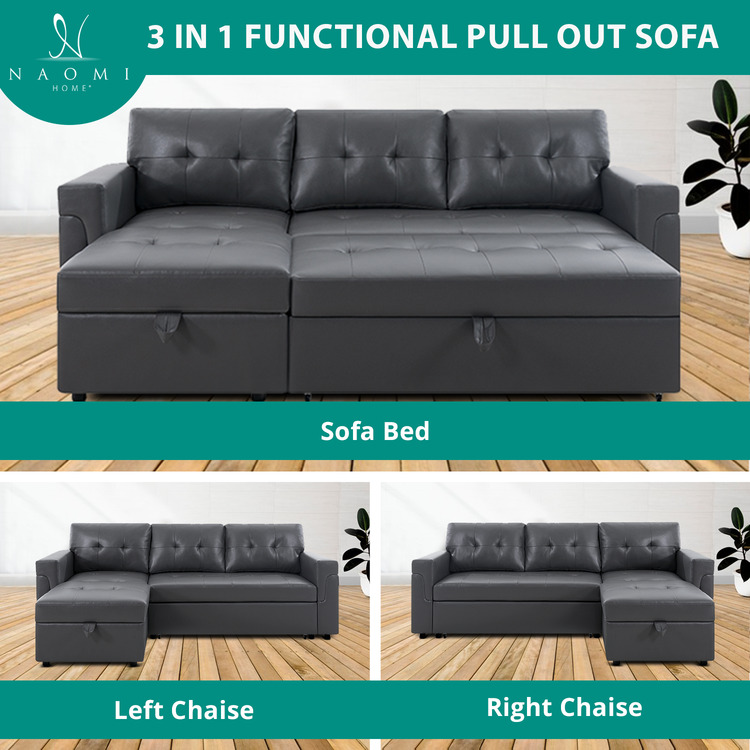 3 IN 1 FUNCTIONAL PULL OUT SOFA
NAOMI
HOME®
Sofa Bed
Left Chaise
Right Chaise